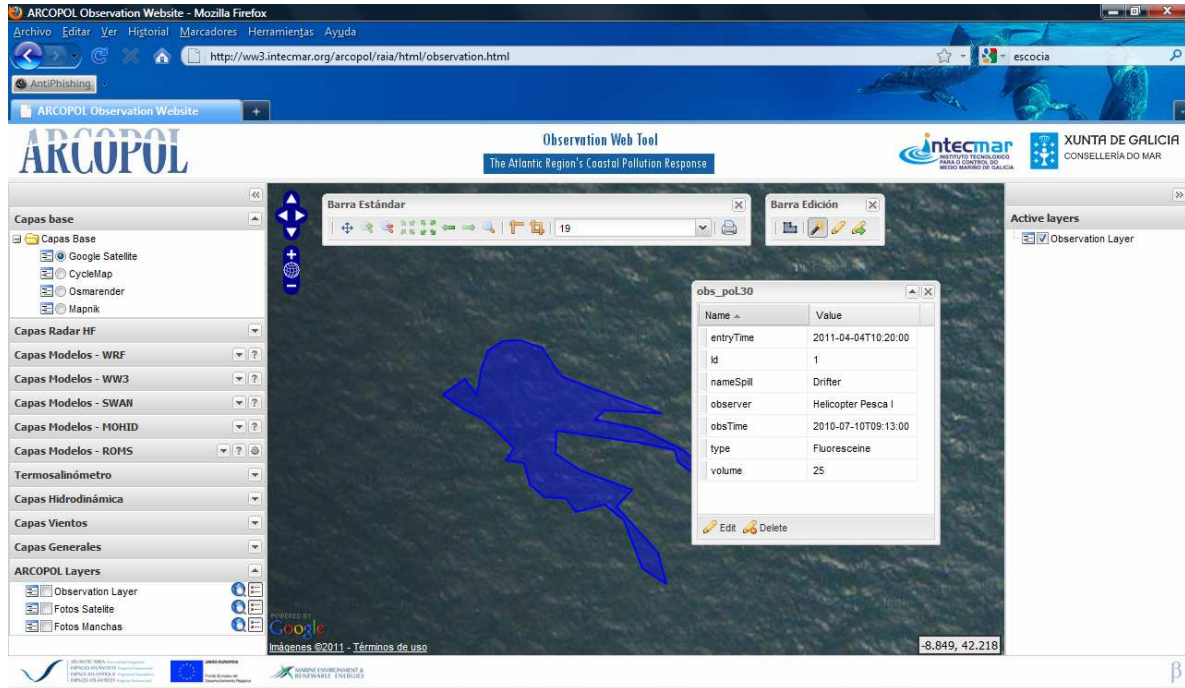 ARCOPOL Observation Website - Mozilla Firefox
Archivo Editar Ver Historial Marcadores Herramientas Ayuda
http://ww3.intecmar.org/arcopol/raia/html/observation.html
escocia
AntiPhishing
ARCOPOL Observation Website
ARCOPOL
Observation Web Tool
The Atlantic Region's Coastal Pollution Response
intecmar
INSTITUTO TECNOLÓXICO
PARA O CONTROL DO
MEDIO MARIÑO DE GALICIA
XUNTA DE GALICIA
CONSELLERÍA DO MAR
Capas base
Capas Base
Google Satellite
CycleMap
Osmarender
Mapnik
Capas Radar HF
Capas Modelos - WRF
?
Capas Modelos - WW3
?
Capas Modelos - SWAN
?
Capas Modelos - MOHID
?
Capas Modelos - ROMS
?
Termosalinómetro
Capas Hidrodinámica
Capas Vientos
Capas Generales
ARCOPOL Layers
Observation Layer
Fotos Satelite
Fotos Manchas
Barra Estándar
19
Barra Edición
obs_pol.30
Name Value
entryTime 2011-04-04T10:20:00
Id 1
nameSpill Drifter
observer Helicopter Pesca I
obsTime 2010-07-10T09:13:00
type Fluoresceine
volume 25
Edit Delete
Active layers
Observation Layer
POWERED BY
Google
Imágenes ©2011 - Términos de uso
-8.849, 42.218
UNIÓN EUROPEA
MARINE ENVIRONMENT &
RENEWABLE ENERGIES
β